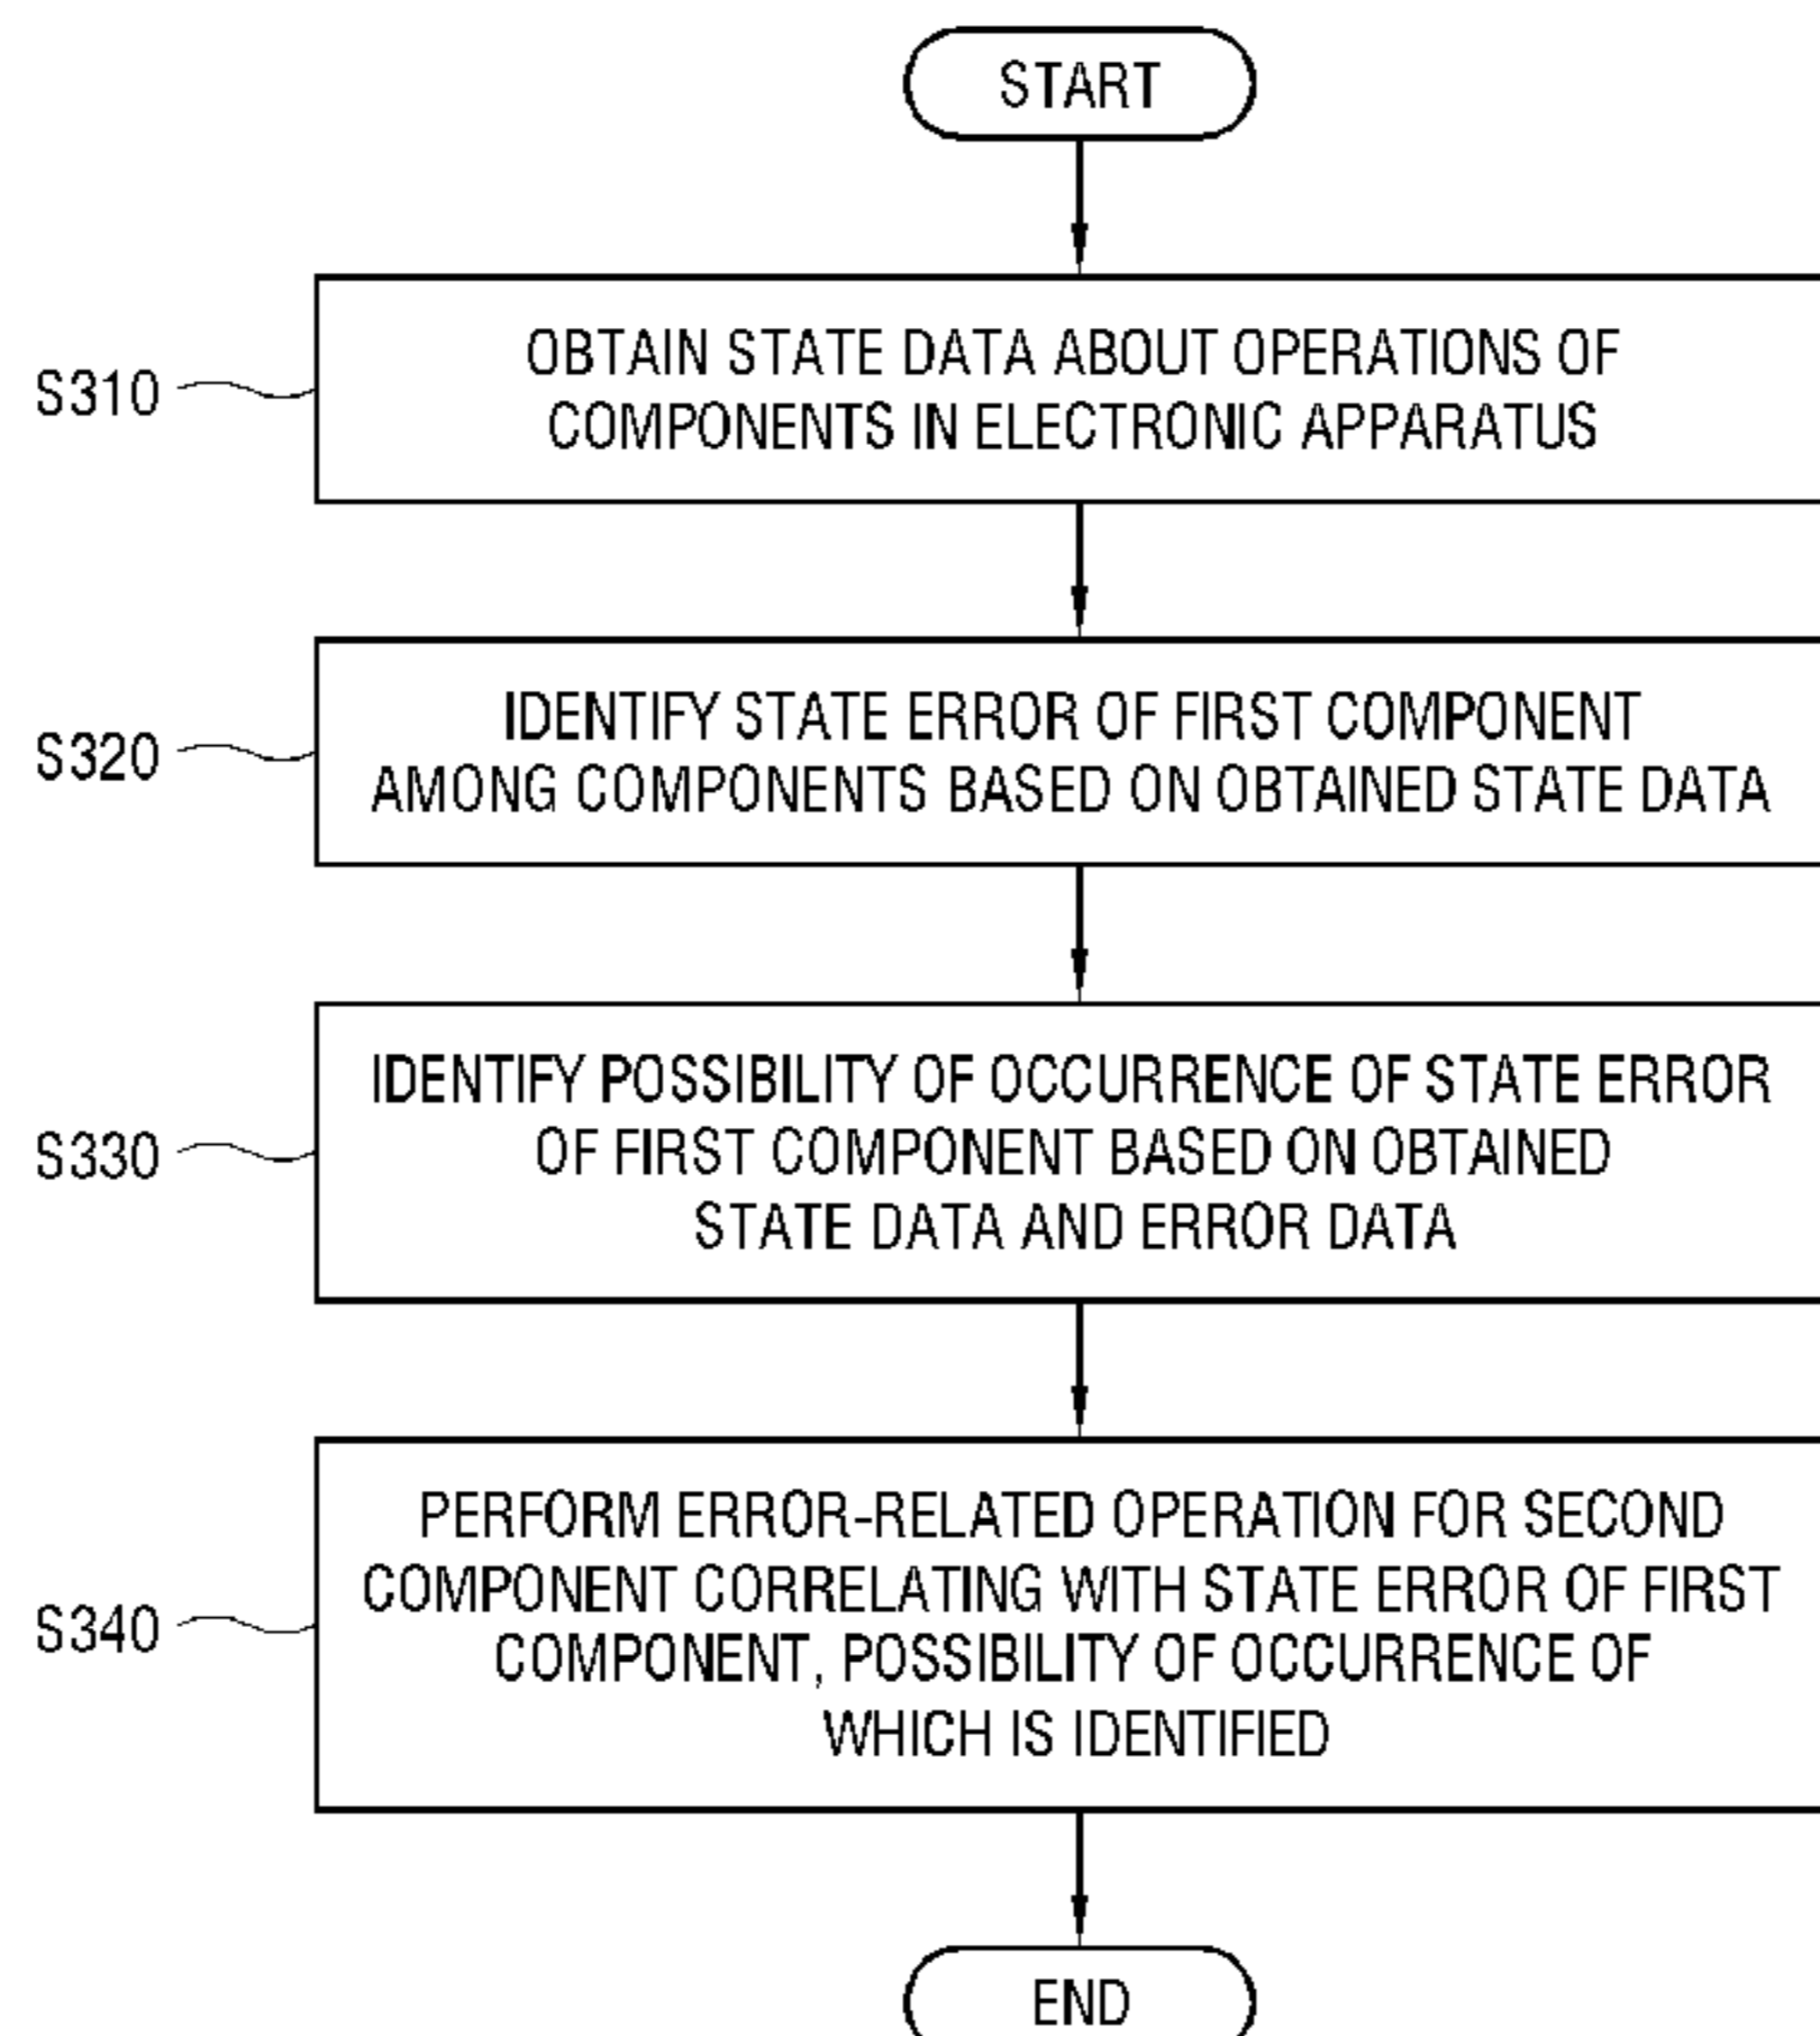 START
S310
OBTAIN STATE DATA ABOUT OPERATIONS OF
COMPONENTS IN ELECTRONIC APPARATUS
S320
IDENTIFY STATE ERROR OF FIRST COMPONENT
AMONG COMPONENTS BASED ON OBTAINED STATE DATA
S330
IDENTIFY POSSIBILITY OF OCCURRENCE OF STATE ERROR
OF FIRST COMPONENT BASED ON OBTAINED
STATE DATA AND ERROR DATA
S340
PERFORM ERROR-RELATED OPERATION FOR SECOND
COMPONENT CORRELATING WITH STATE ERROR OF FIRST
COMPONENT, POSSIBILITY OF OCCURRENCE OF
WHICH IS IDENTIFIED
END